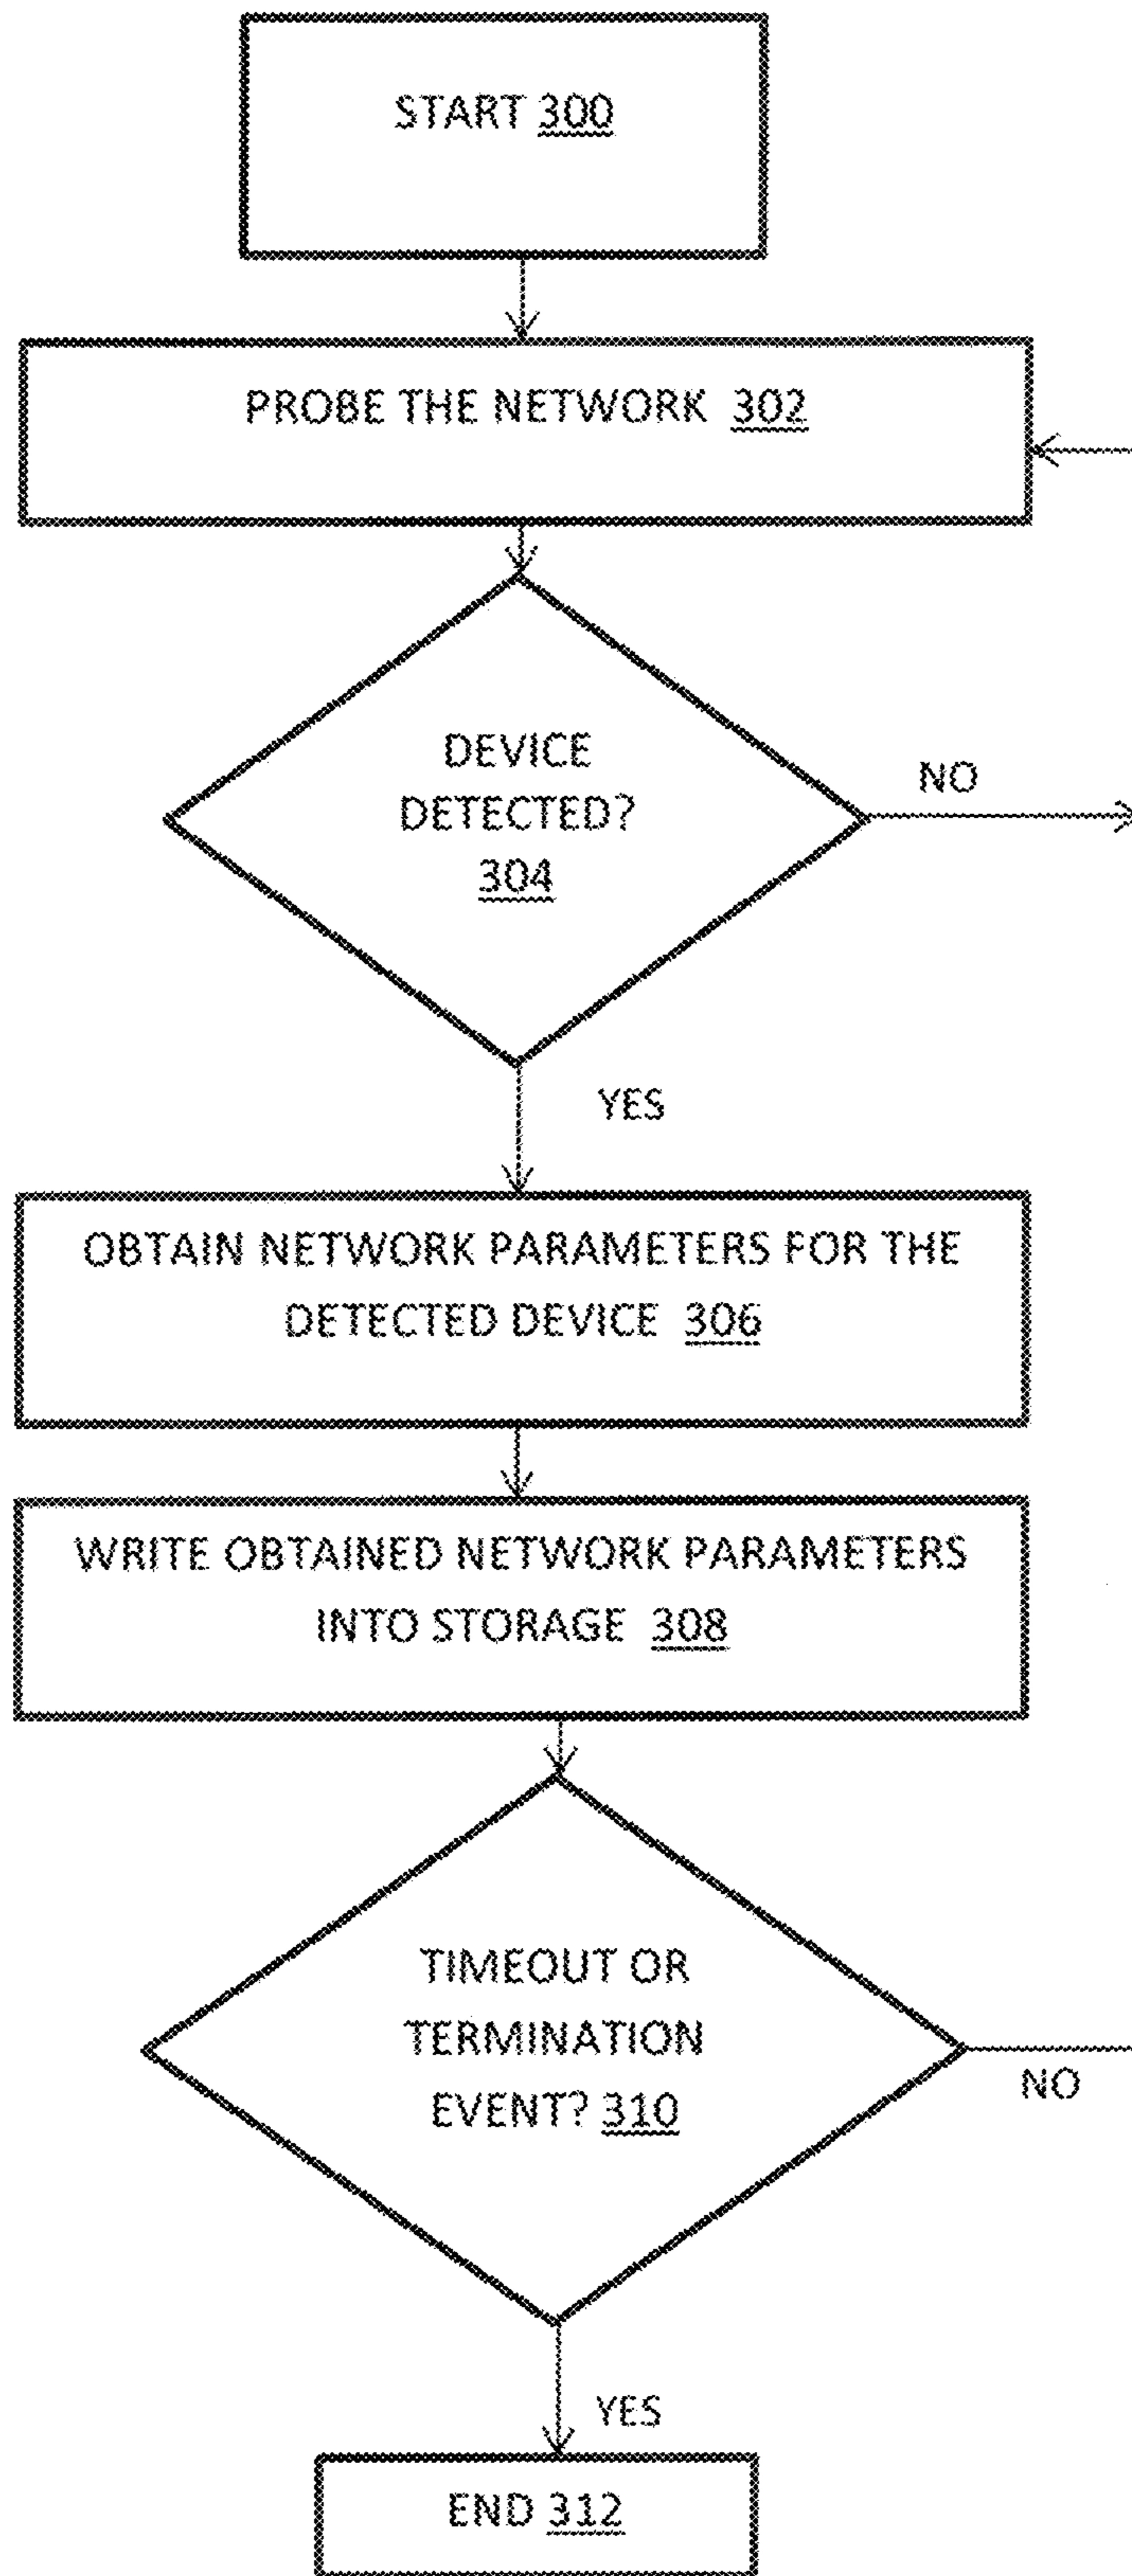 START 300
PROBE THE NETWORK 302
DEVICE
DETECTED?
304
NO
YES
OBTAIN NETWORK PARAMETERS FOR THE
DETECTED DEVICE 306
WRITE OBTAINED NETWORK PARAMETERS
INTO STORAGE 308
TIMEOUT OR
TERMINATION
EVENT? 310
NO
YES
END 312